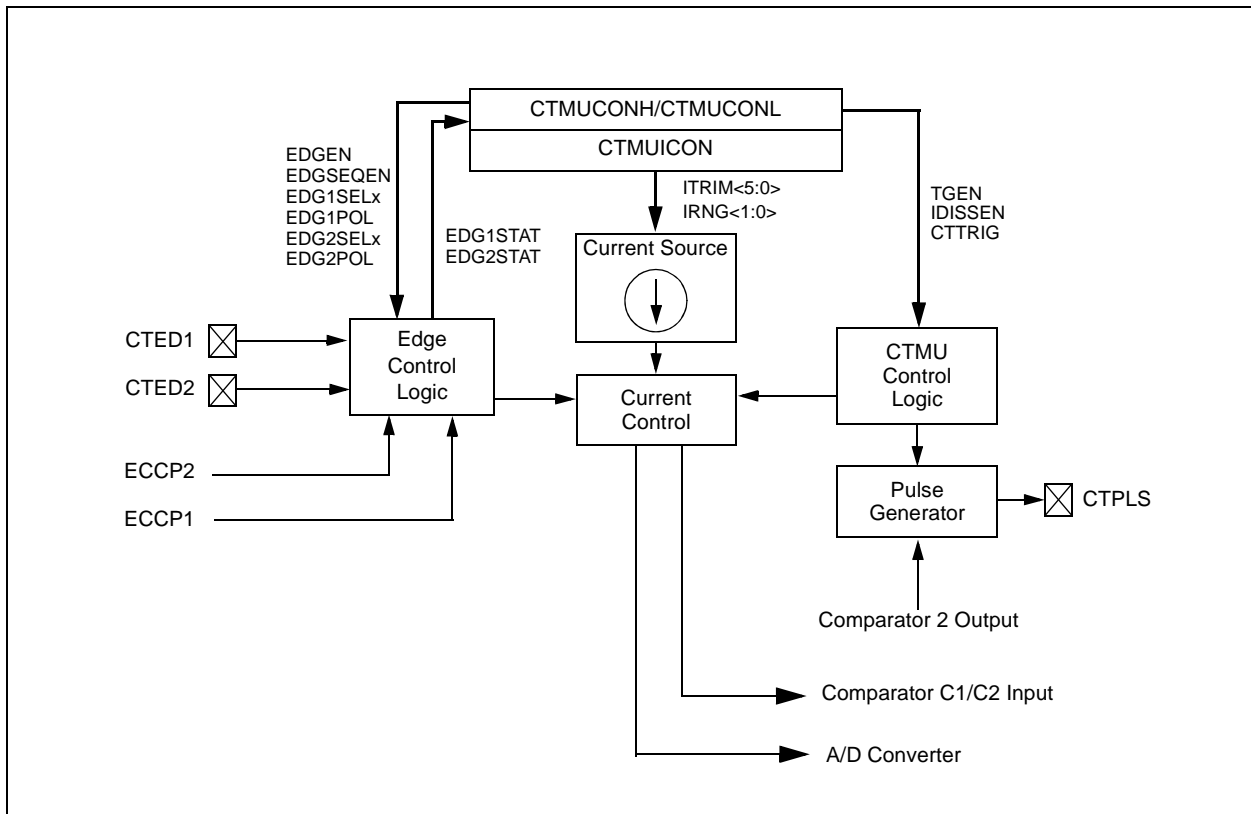 CTMUCONH/CTMUCONL
CTMUICON
EDGEN
EDGSEQEN
EDG1SELx
EDG1POL
EDG2SELx
EDG2POL
EDG1STAT
EDG2STAT
ITRIM<5:0>
IRNG<1:0>
TGEN
IDISSEN
CTTRIG
Current Source
CTED1
CTED2
Edge
Control
Logic
Current
Control
CTMU
Control
Logic
ECCP2
ECCP1
Pulse
Generator
CTPLS
Comparator 2 Output
Comparator C1/C2 Input
A/D Converter